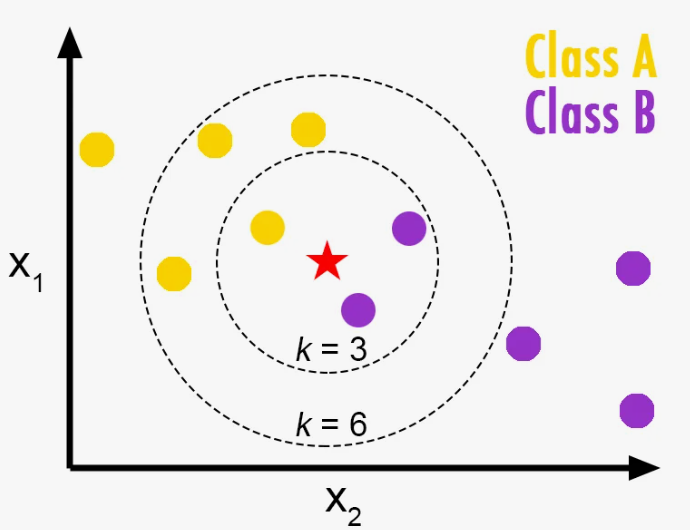 Class A
Class B
X₁
k = 3
k = 6
X₂